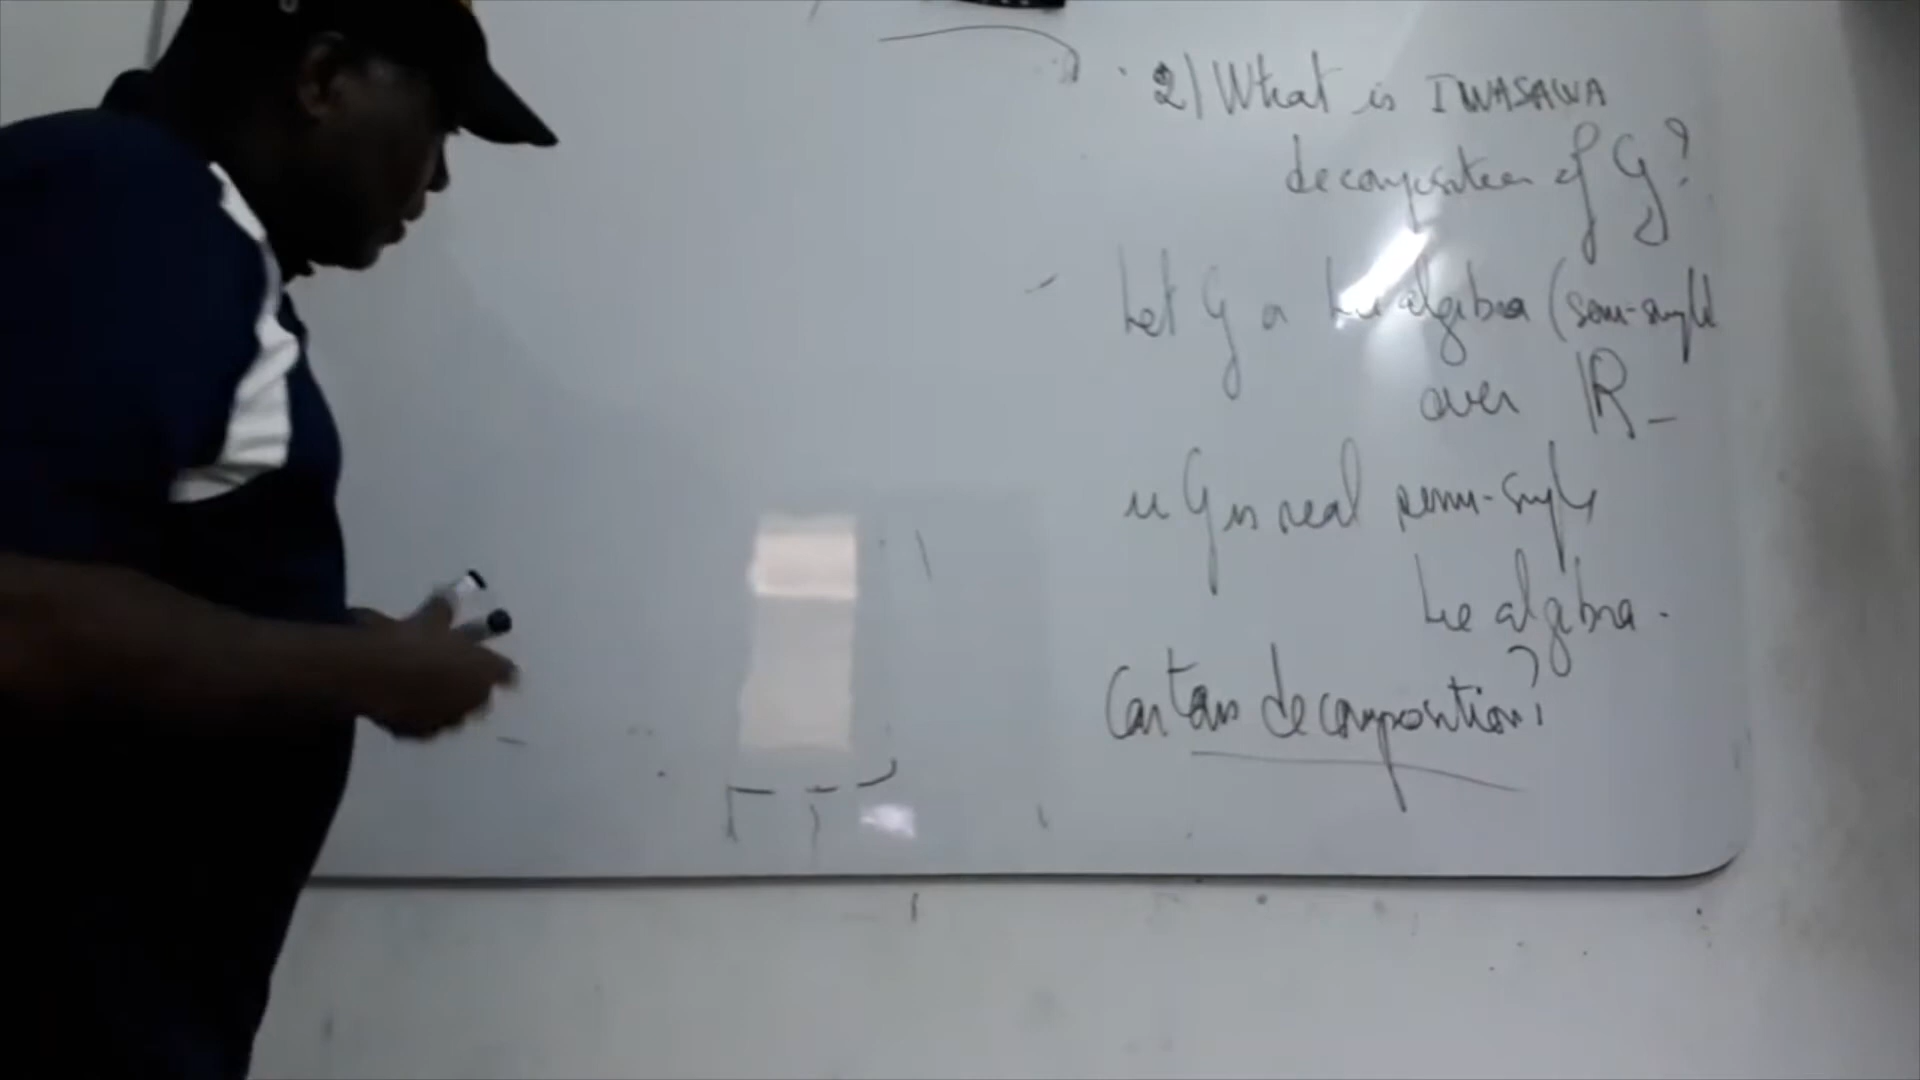 2) What is IWASAWA
decomposition of G?
Let G a Lie algebra (semi-simple
over ℝ_
G is real semi-simple
Lie algebra.
Cartan decomposition?